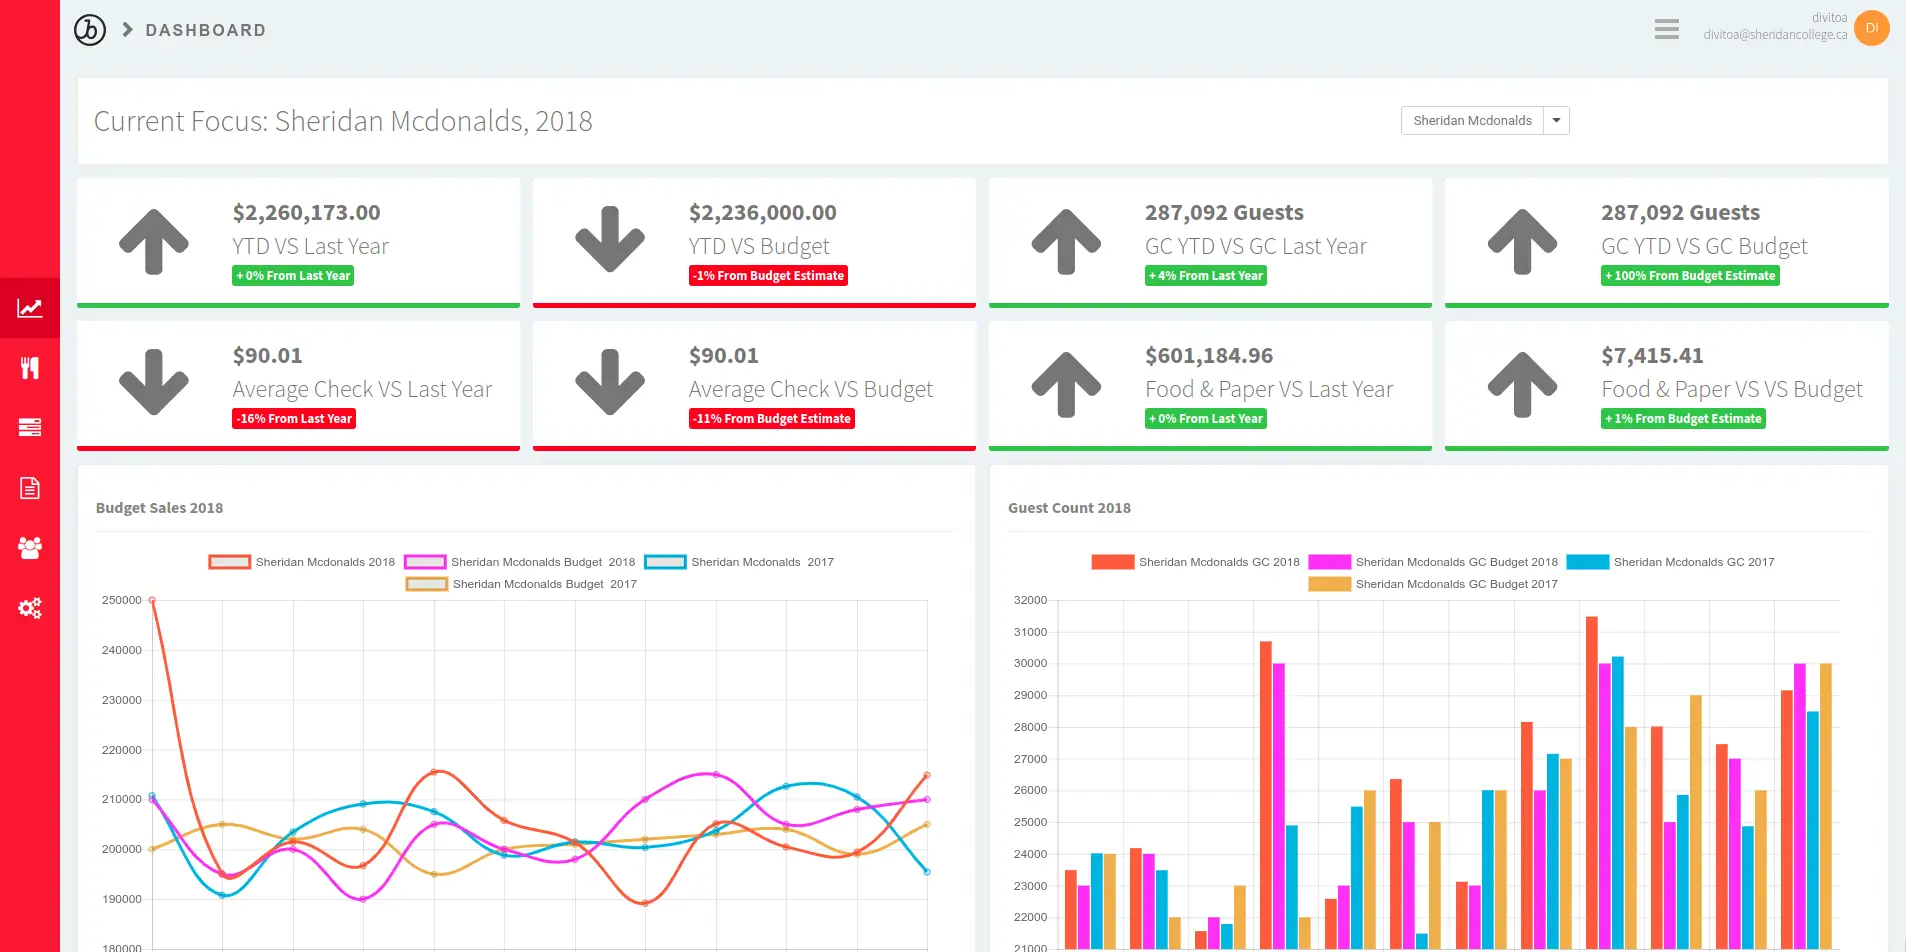 DASHBOARD
divitoa
divitoa@sheridancollege.ca
DI
Current Focus: Sheridan Mcdonalds, 2018
Sheridan Mcdonalds
$2,260,173.00
YTD VS Last Year
+ 0% From Last Year
$2,236,000.00
YTD VS Budget
-1% From Budget Estimate
287,092 Guests
GC YTD VS GC Last Year
+ 4% From Last Year
287,092 Guests
GC YTD VS GC Budget
+ 100% From Budget Estimate
$90.01
Average Check VS Last Year
-16% From Last Year
$90.01
Average Check VS Budget
-11% From Budget Estimate
$601,184.96
Food & Paper VS Last Year
+ 0% From Last Year
$7,415.41
Food & Paper VS VS Budget
+ 1% From Budget Estimate
Budget Sales 2018
Sheridan Mcdonalds 2018 Sheridan Mcdonalds Budget 2018 Sheridan Mcdonalds 2017
Sheridan Mcdonalds Budget 2017
250000
240000
230000
220000
210000
200000
190000
180000
Guest Count 2018
Sheridan Mcdonalds GC 2018 Sheridan Mcdonalds GC Budget 2018 Sheridan Mcdonalds GC 2017
Sheridan Mcdonalds GC Budget 2017
32000
31000
30000
29000
28000
27000
26000
25000
24000
23000
22000
21000